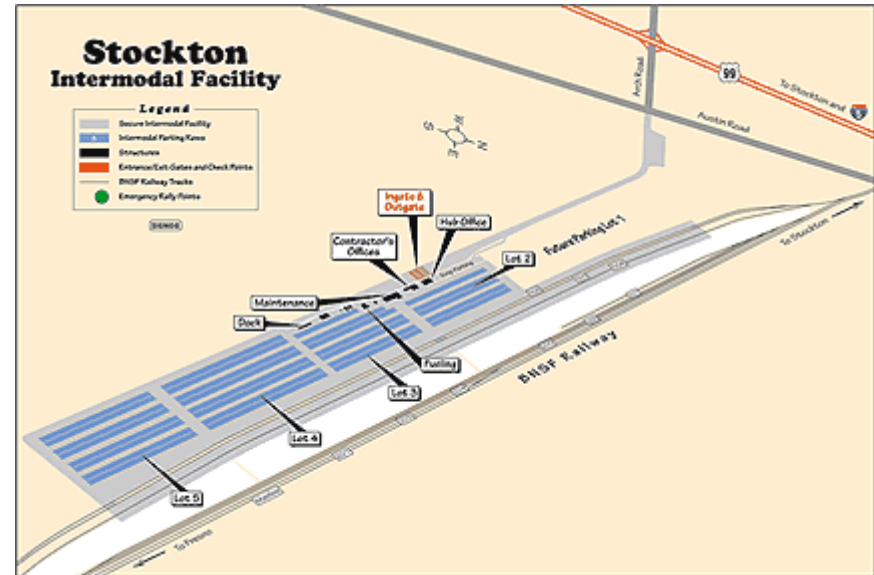 Stockton
Intermodal Facility
Legend
Secure Intermodal Facility
Intermodal Parking Rows
Structures
Entrance/Exit Gates and Check Points
BNSF Railway Tracks
Emergency Rally Points
Arch Road
99
To Stockton and
5
Austin Road
W
S
N
E
Ingate &
Outgate
Hub Office
Contractor's
Offices
Future Parking Lot 1
Lot 2
To Stockton
Maintenance
Dock
Fueling
BNSF Railway
Lot 3
Lot 4
Lot 5
To Fresno